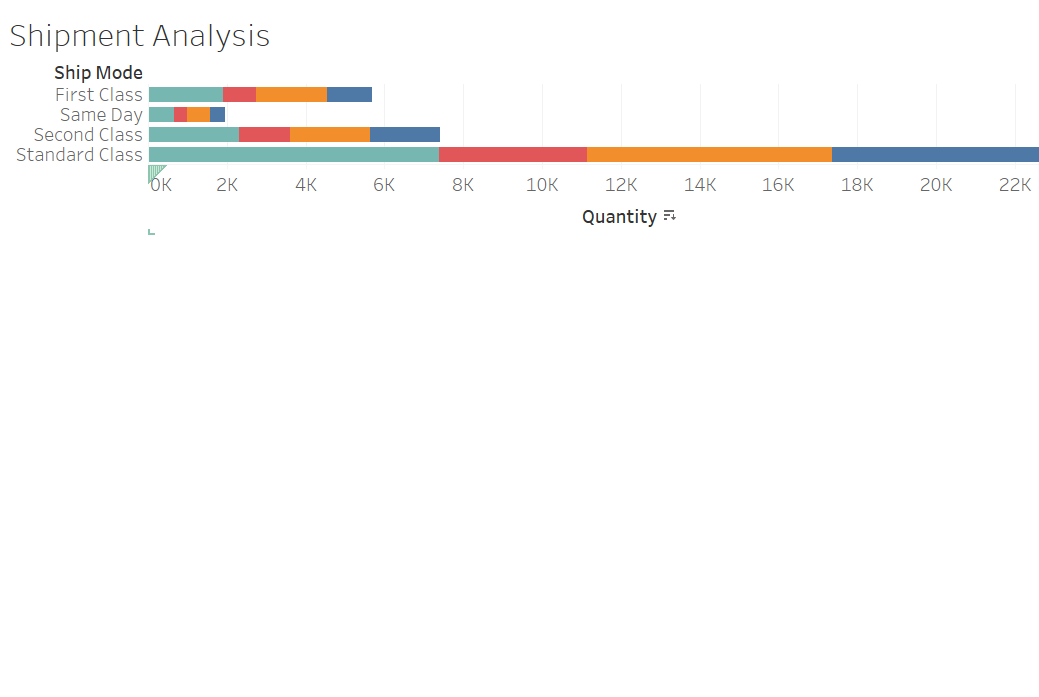 Shipment Analysis
Ship Mode
First Class
Same Day
Second Class
Standard Class
0K 2K 4K 6K 8K 10K 12K 14K 16K 18K 20K 22K
Quantity